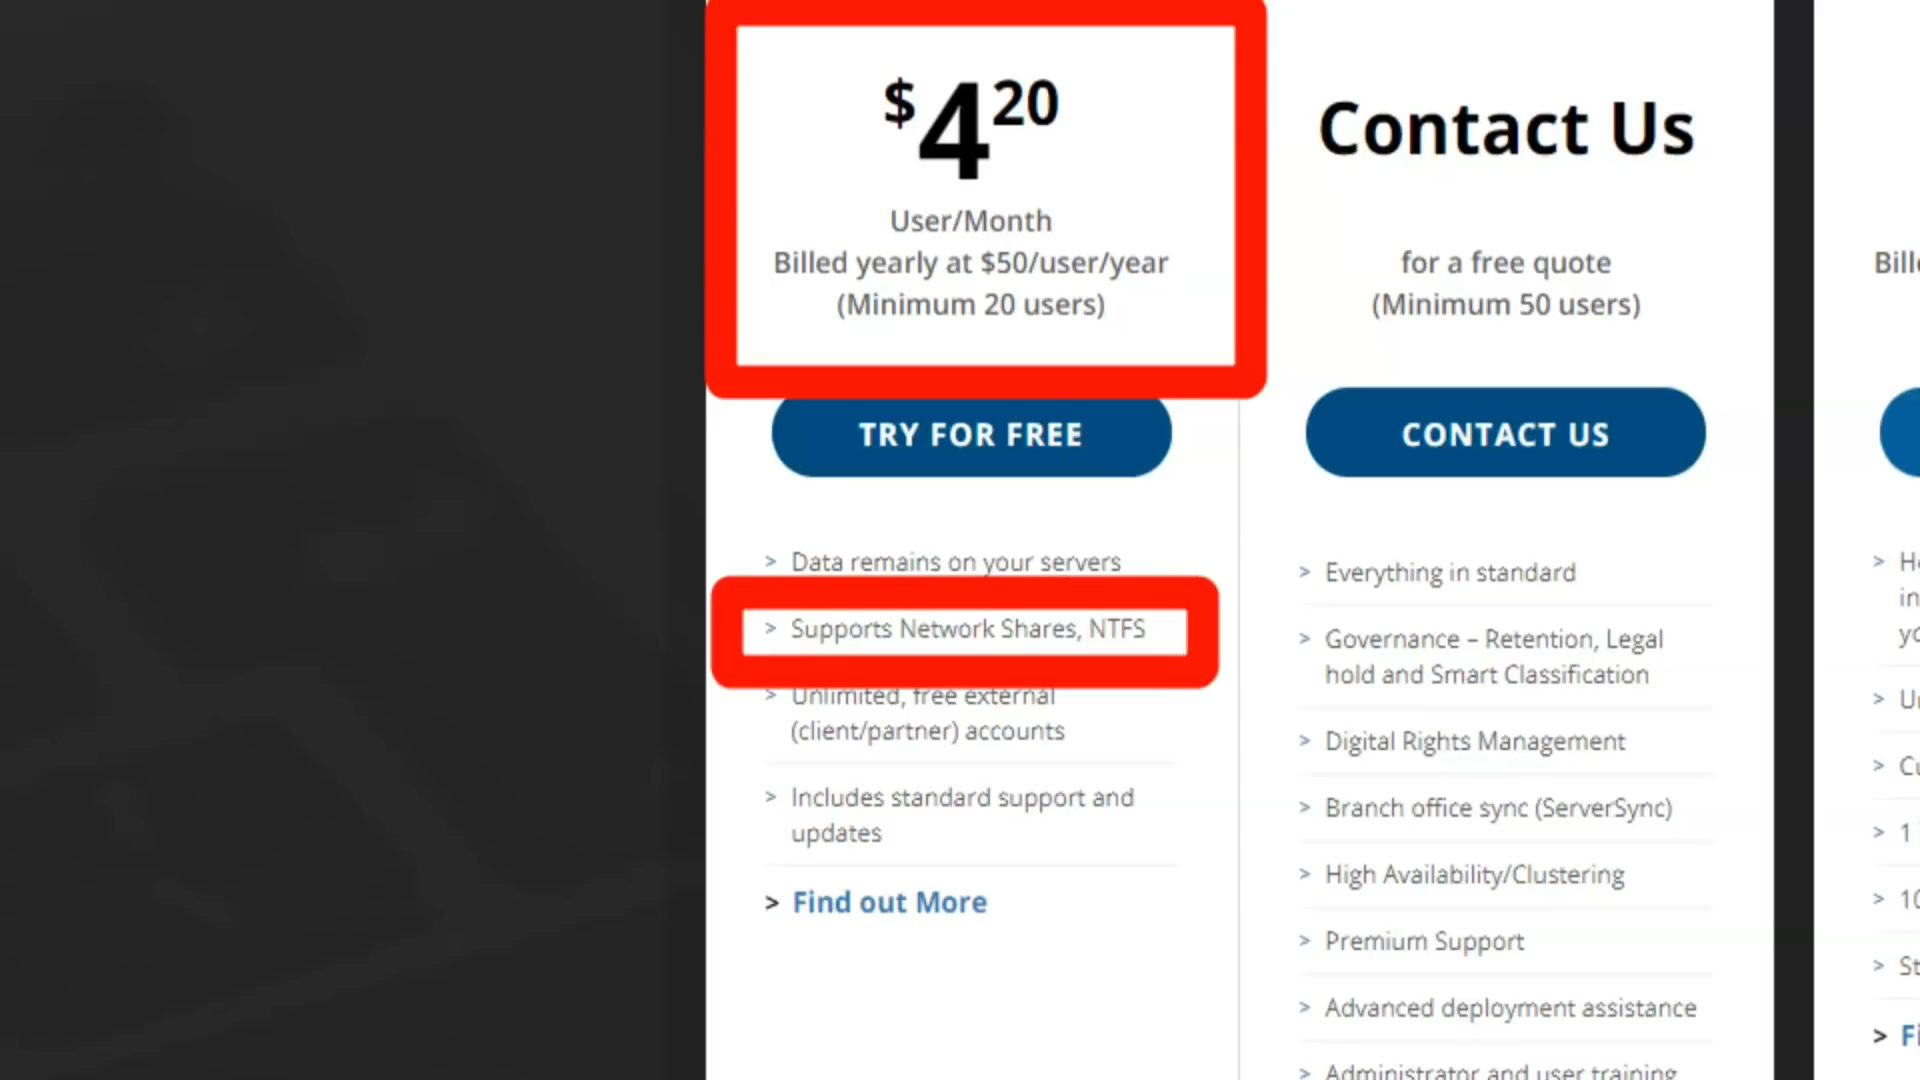 $4 20
User/Month
Billed yearly at $50/user/year
(Minimum 20 users)
TRY FOR FREE
> Data remains on your servers
> Supports Network Shares, NTFS
> Unlimited, free external
(client/partner) accounts
> Includes standard support and
updates
> Find out More
Contact Us
for a free quote
(Minimum 50 users)
CONTACT US
> Everything in standard
> Governance – Retention, Legal
hold and Smart Classification
> Digital Rights Management
> Branch office sync (ServerSync)
> High Availability/Clustering
> Premium Support
> Advanced deployment assistance
> Administrator and user training